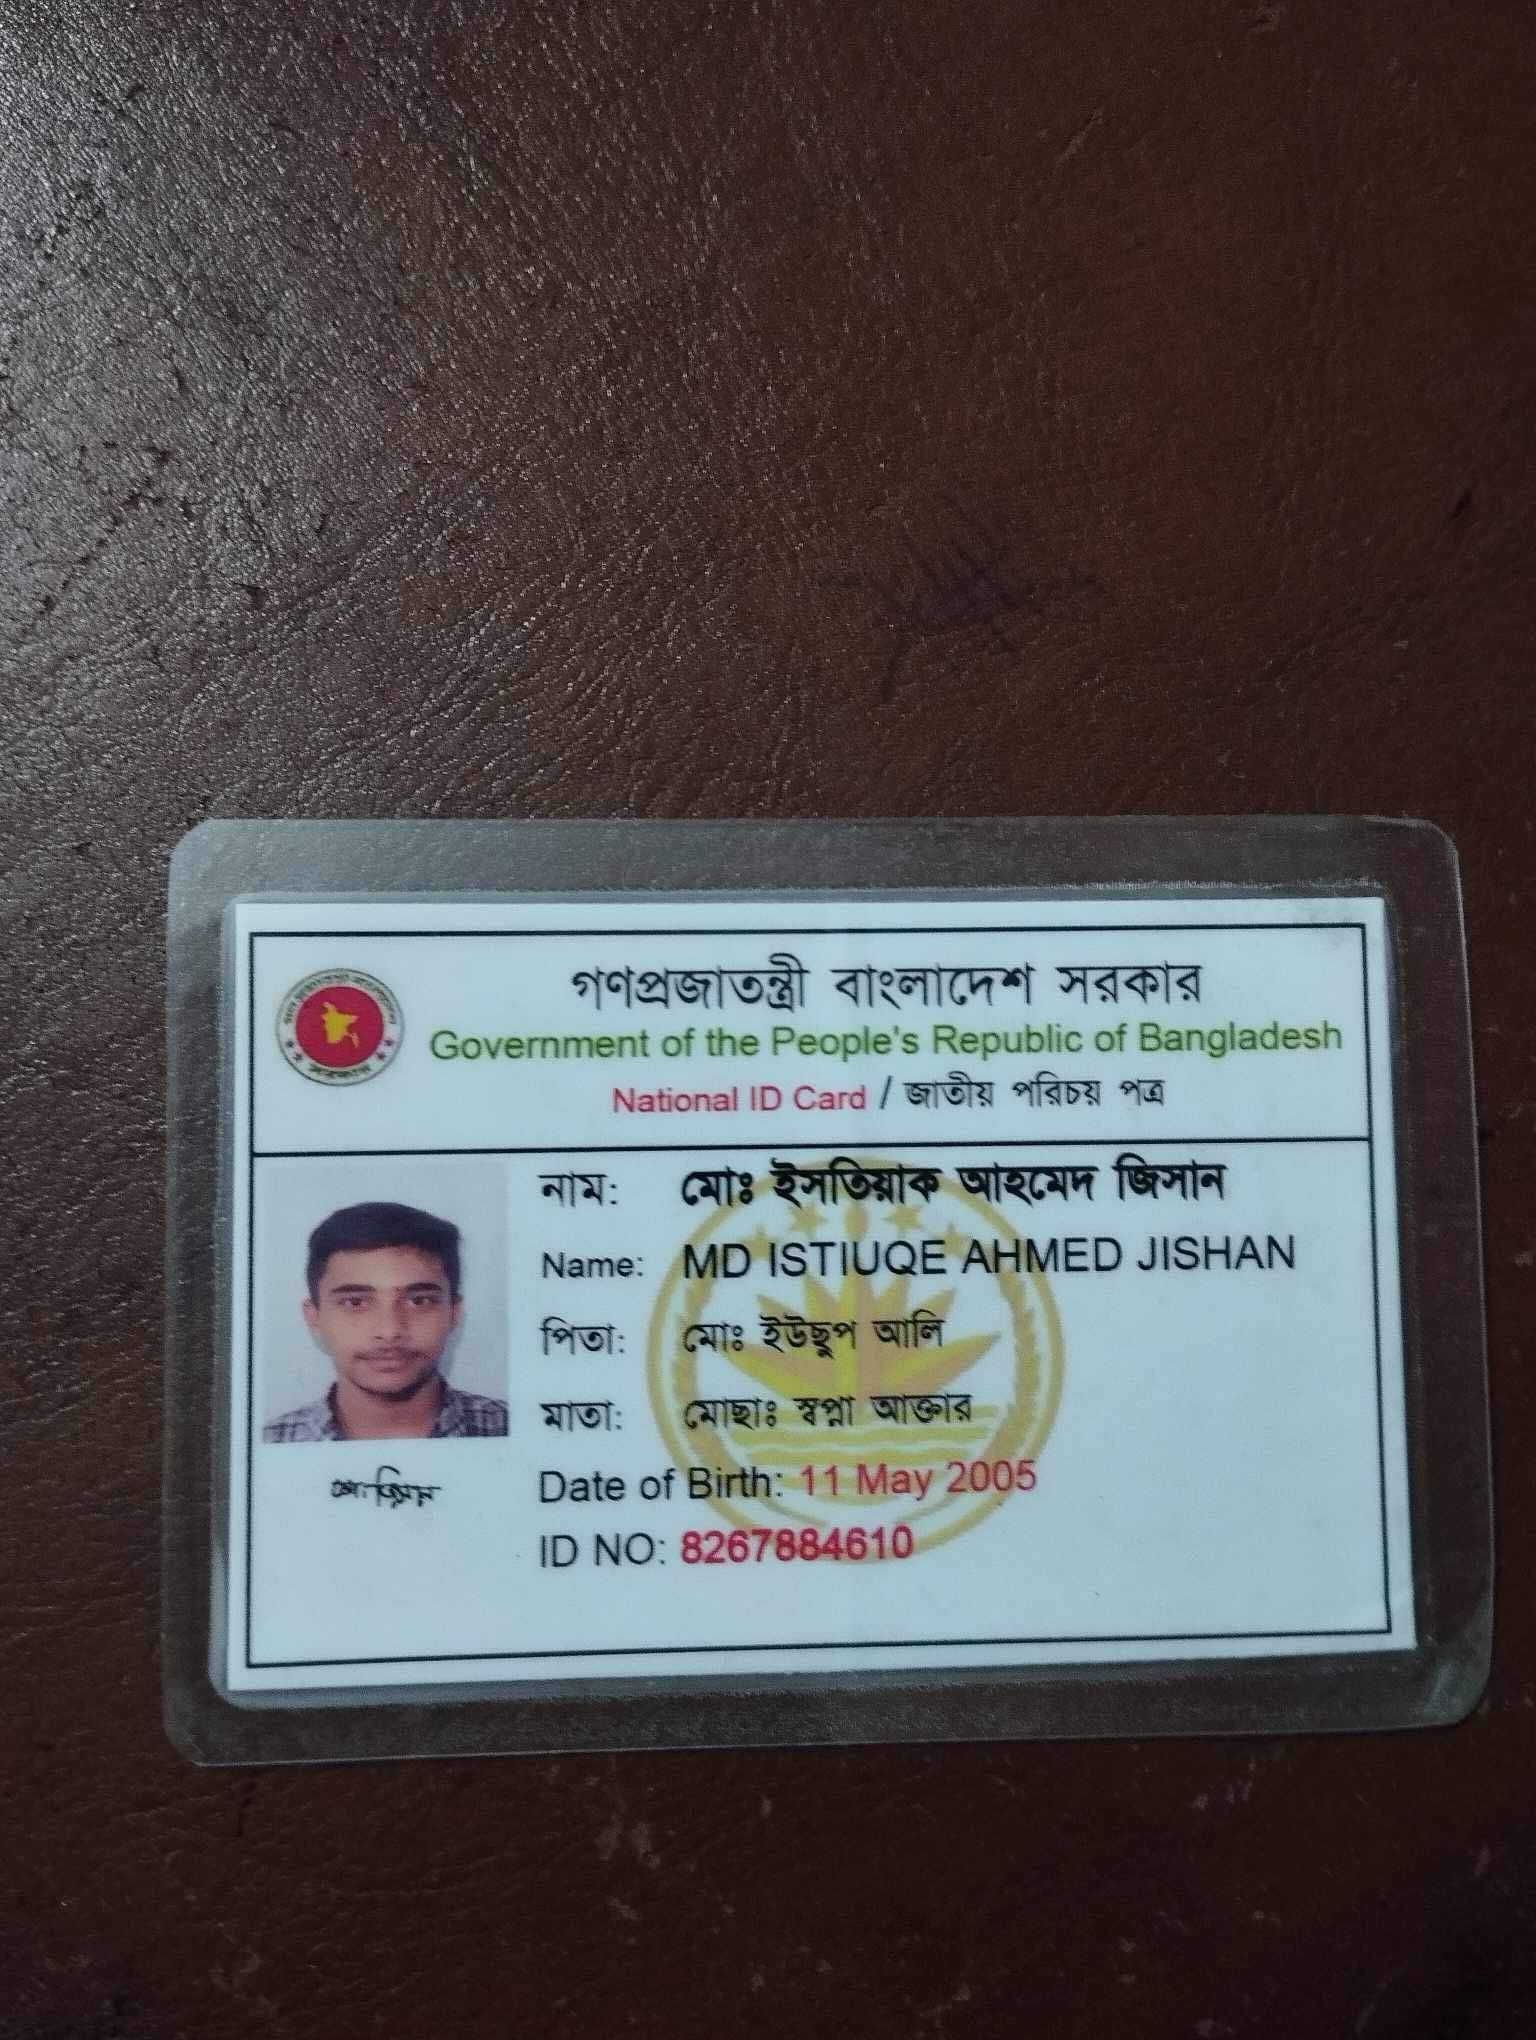 গণপ্রজাতন্ত্রী বাংলাদেশ সরকার
Government of the People's Republic of Bangladesh
National ID Card / জাতীয় পরিচয় পত্র
নাম: মোঃ ইসতিয়াক আহমেদ জিসান
Name: MD ISTIUQE AHMED JISHAN
পিতা: মোঃ ইউছুপ আলি
মাতা: মোছাঃ স্বপ্না আক্তার
Date of Birth: 11 May 2005
ID NO: 8267884610